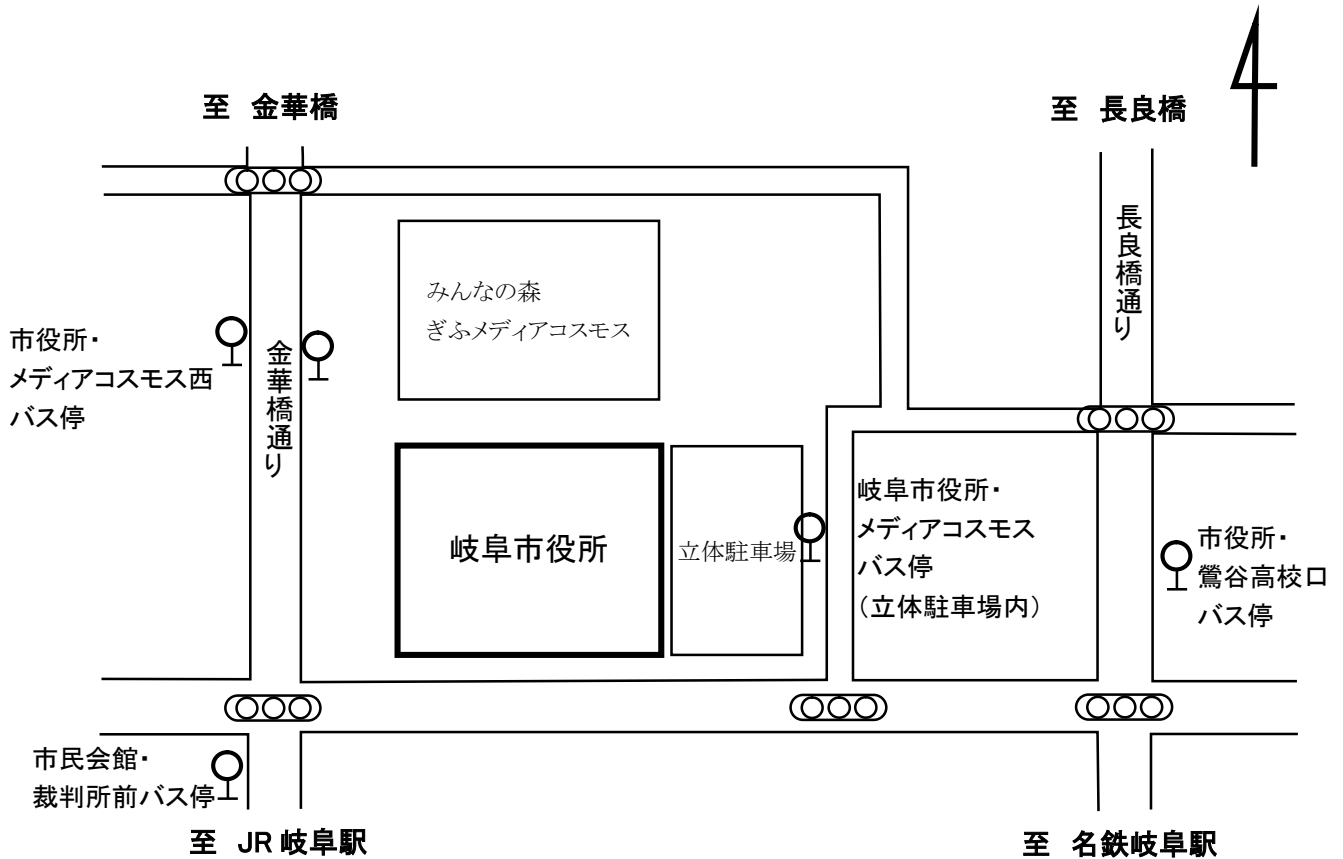 至 金華橋
至 長良橋
長良橋通り
みんなの森
ぎふメディアコスモス
市役所・
メディアコスモス西
バス停
金華橋通り
岐阜市役所
立体駐車場
岐阜市役所・
メディアコスモス
バス停
（立体駐車場内）
市役所・
鶯谷高校口
バス停
市民会館・
裁判所前バス停
至 JR岐阜駅
至 名鉄岐阜駅